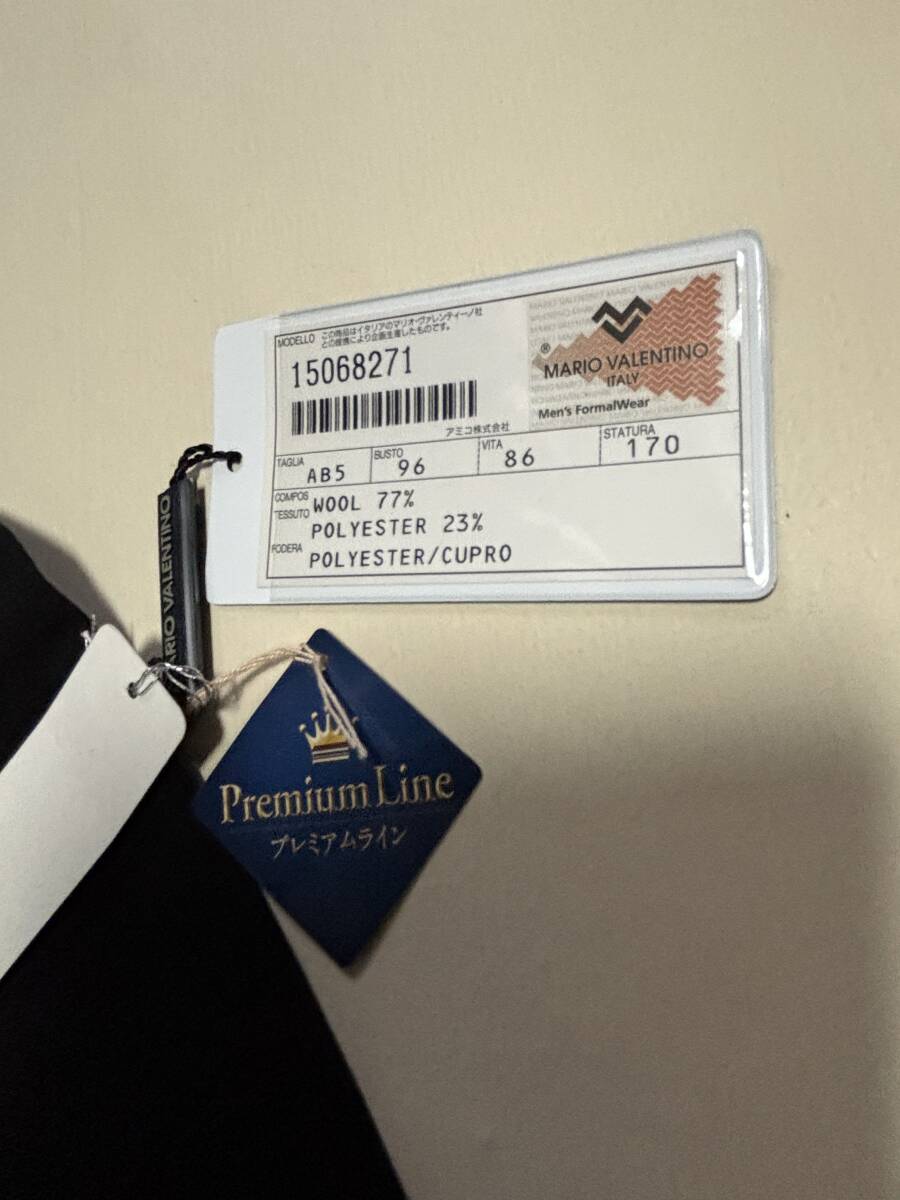 MODELLO この商品はイタリアのマリオ・ヴァレンティーノ社
との提携により企画生産したものです。
15068271
アミコ株式会社
®
MARIO VALENTINO
ITALY
Men's FormalWear
TAGLIA AB5 BUSTO 96 VITA 86 STATURA 170
COMPOS WOOL 77%
TESSUTO POLYESTER 23%
FODERA POLYESTER/CUPRO
MARIO VALENTINO
Premium Line
プレミアムライン